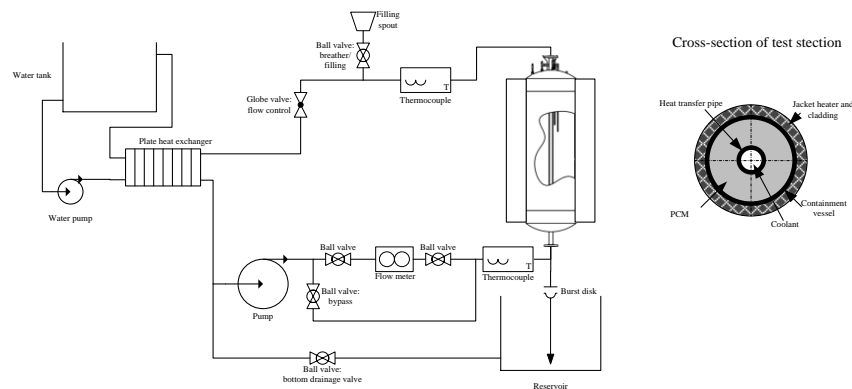 Filling
spout
Ball valve:
breather/
filling
Cross-section of test stection
Water tank
T
Thermocouple
Globe valve:
flow control
Heat transfer pipe
Jacket heater and
cladding
Plate heat exchanger
Water pump
PCM
Containment
vessel
Coolant
Ball valve
Ball valve
Flow meter
T
Thermocouple
Ball valve:
bypass
Burst disk
Pump
Ball valve:
bottom drainage valve
Reservoir